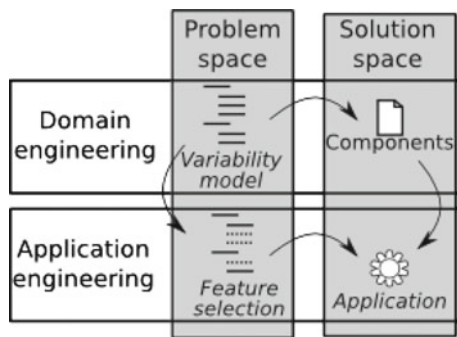 Problem
space
Solution
space
Domain
engineering
Variability
model
Components
Application
engineering
Feature
selection
Application